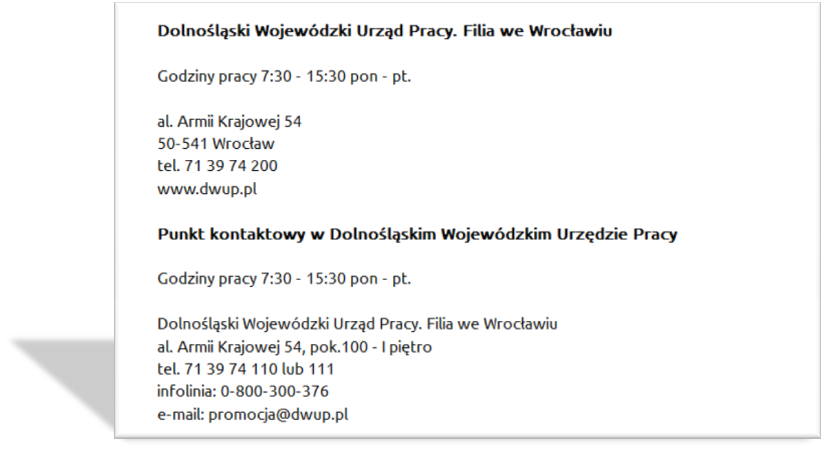 Dolnośląski Wojewódzki Urząd Pracy. Filia we Wrocławiu
Godziny pracy 7:30 - 15:30 pon - pt.
al. Armii Krajowej 54
50-541 Wrocław
tel. 71 39 74 200
www.dwup.pl
Punkt kontaktowy w Dolnośląskim Wojewódzkim Urzędzie Pracy
Godziny pracy 7:30 - 15:30 pon - pt.
Dolnośląski Wojewódzki Urząd Pracy. Filia we Wrocławiu
al. Armii Krajowej 54, pok.100 - I piętro
tel. 71 39 74 110 lub 111
infolinia: 0-800-300-376
e-mail: promocja@dwup.pl